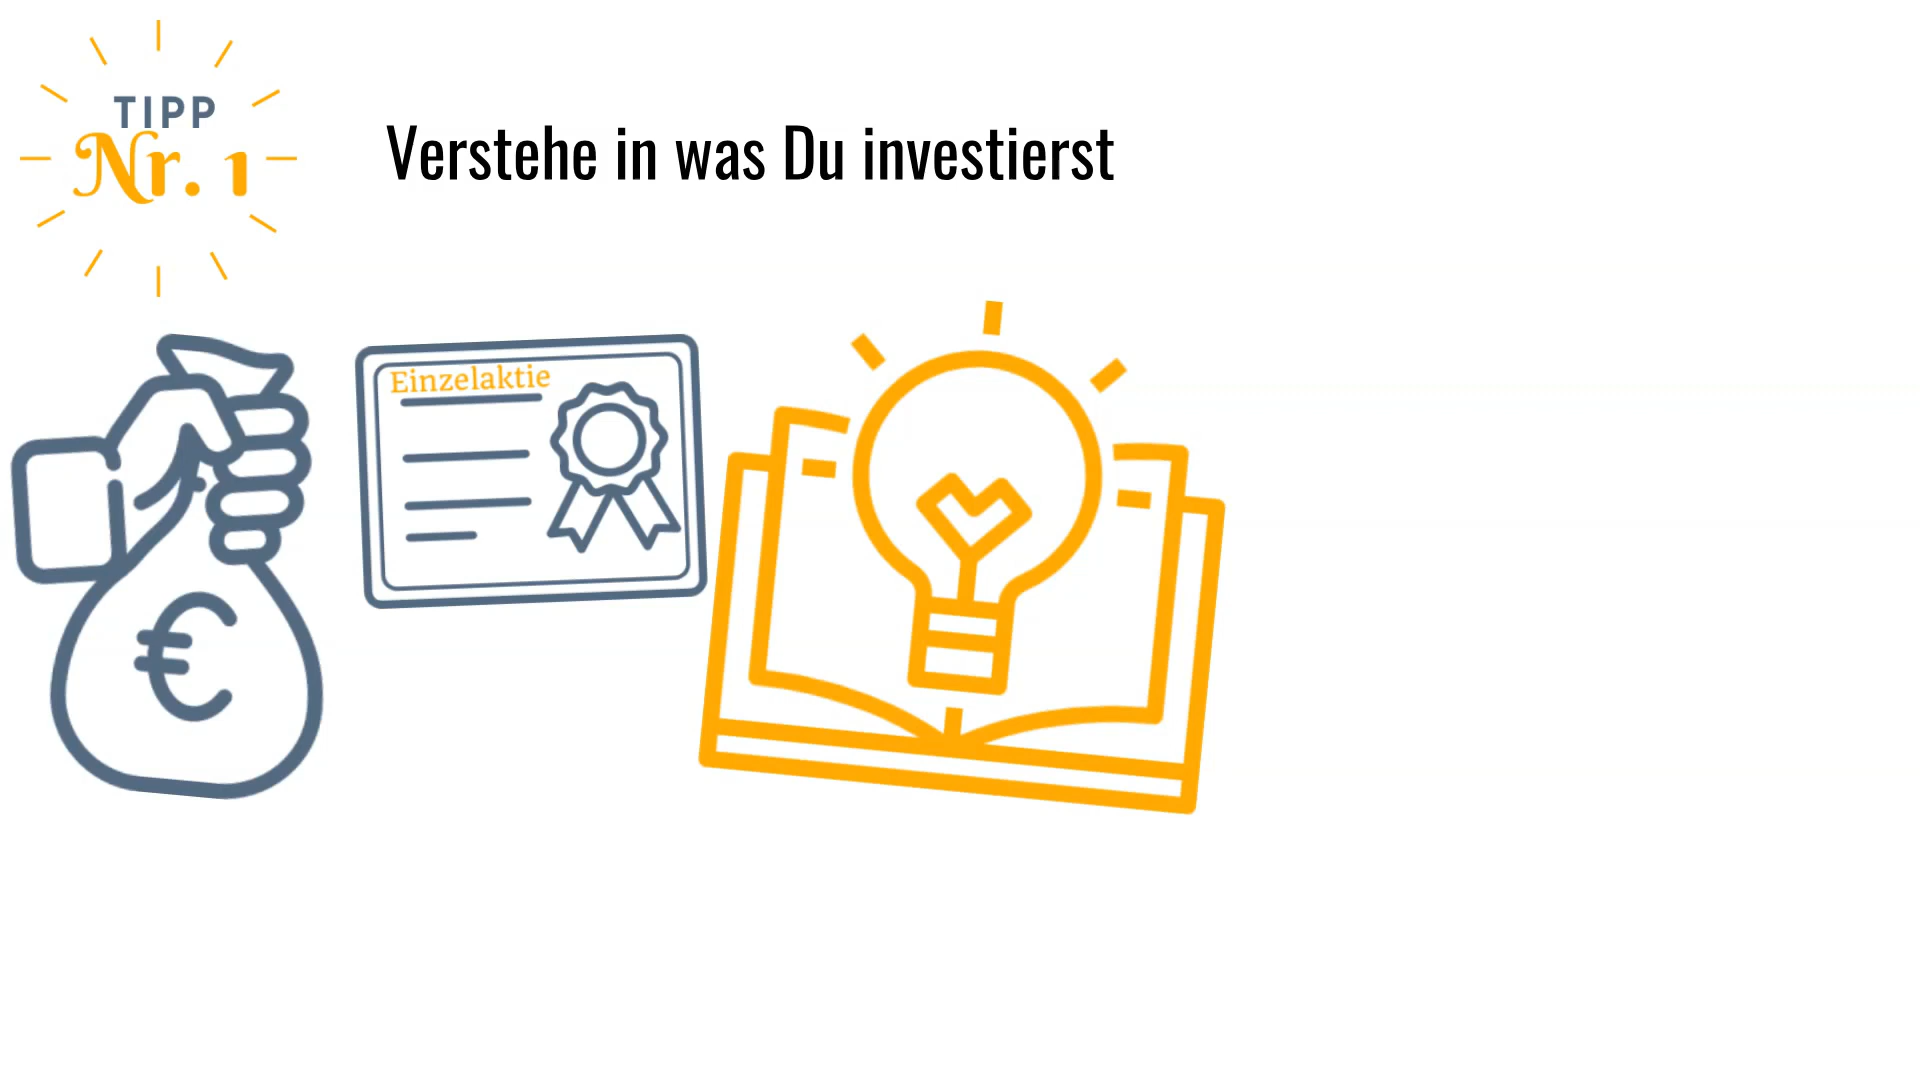 TIPP
Nr. 1
Verstehe in was Du investierst
Einzelaktie
€